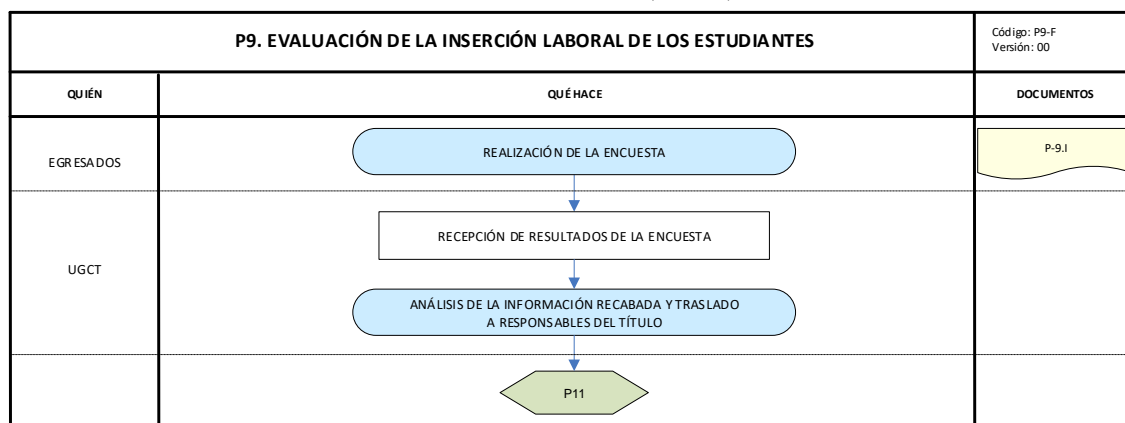 P9. EVALUACIÓN DE LA INSERCIÓN LABORAL DE LOS ESTUDIANTES
Código: P9-F
Versión: 00
QUIÉN
QUÉ HACE
DOCUMENTOS
EGRESADOS
REALIZACIÓN DE LA ENCUESTA
P-9.I
UGCT
RECEPCIÓN DE RESULTADOS DE LA ENCUESTA
ANÁLISIS DE LA INFORMACIÓN RECABADA Y TRASLADO
A RESPONSABLES DEL TÍTULO
P11